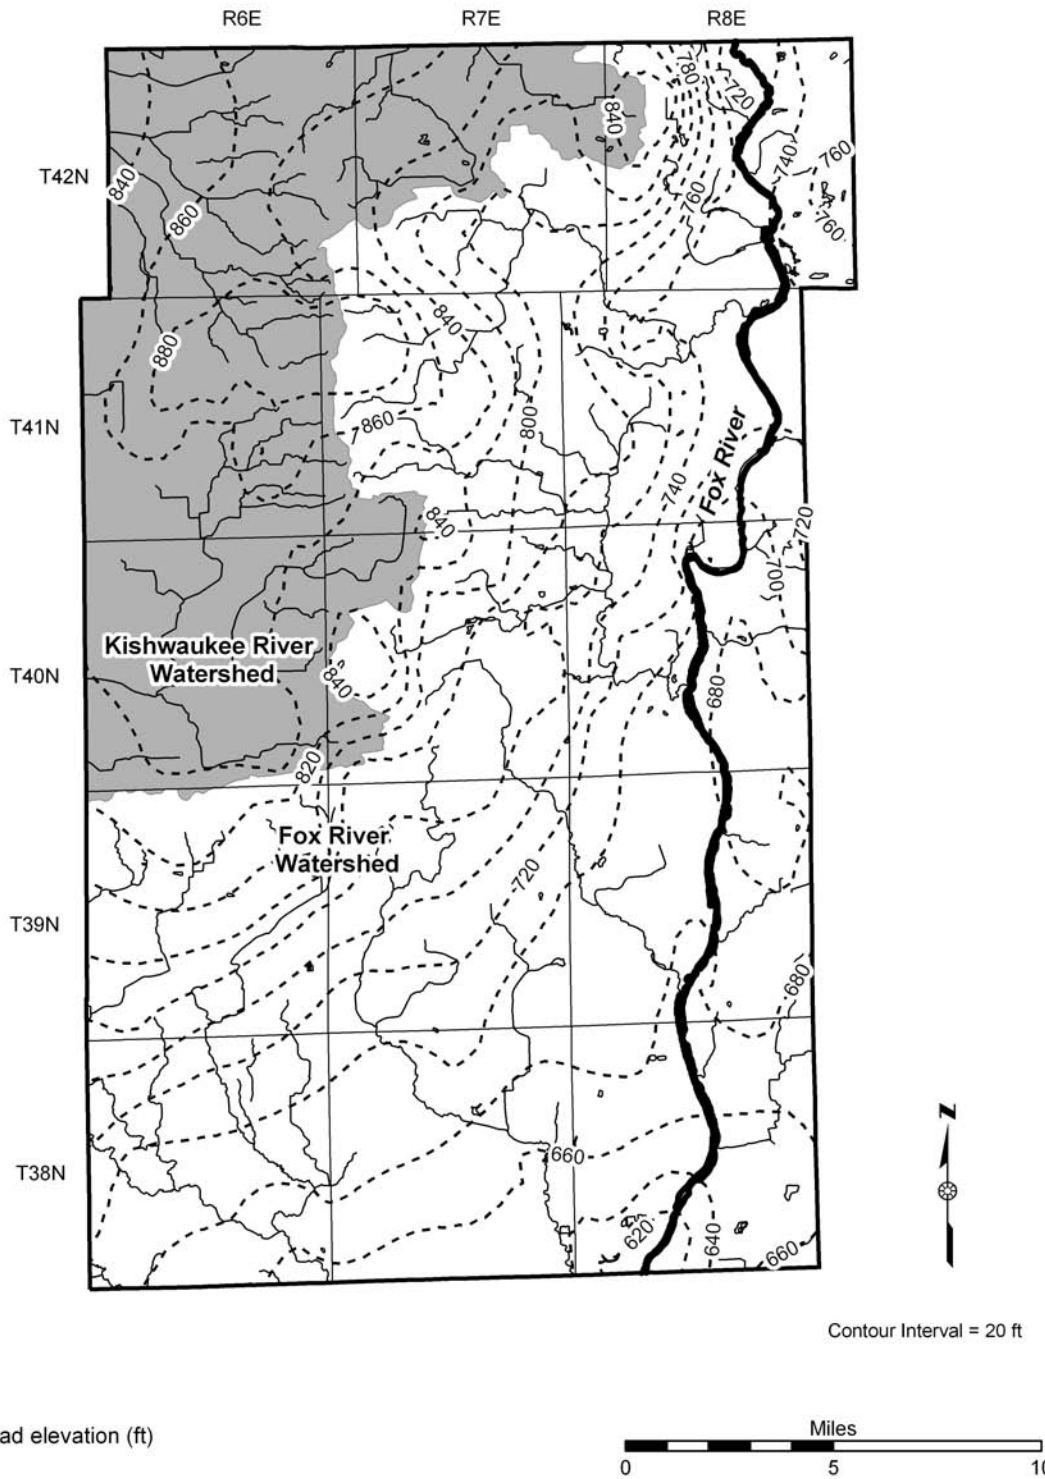 R6E R7E R8E
780
720
840
T42N
740
760
840
760
860
760
840
880
800
T41N
860
Fox River
740
840
720
700
Kishwaukee River
Watershed
T40N
840
680
820
Fox River
Watershed
720
T39N
680
660
T38N
620
640
660
N
Contour Interval = 20 ft
ad elevation (ft)
Miles
0 5 10